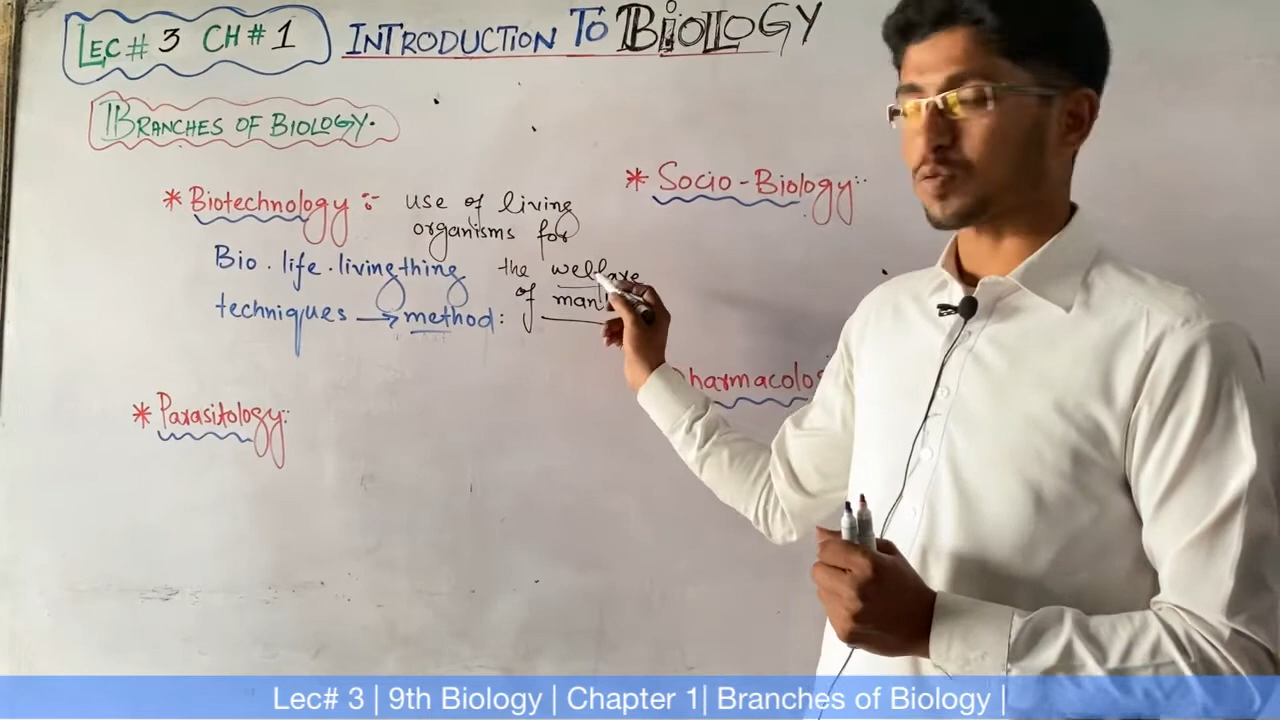 LEC# 3 CH# 1
INTRODUCTION TO BIOLOGY
BRANCHES OF BIOLOGY.
* Biotechnology :- use of living
organisms for
the welfare
of man
Bio . life . livingthing
techniques → method:
* Socio-Biology:
* Parasitology:
Lec# 3 | 9th Biology | Chapter 1| Branches of Biology |